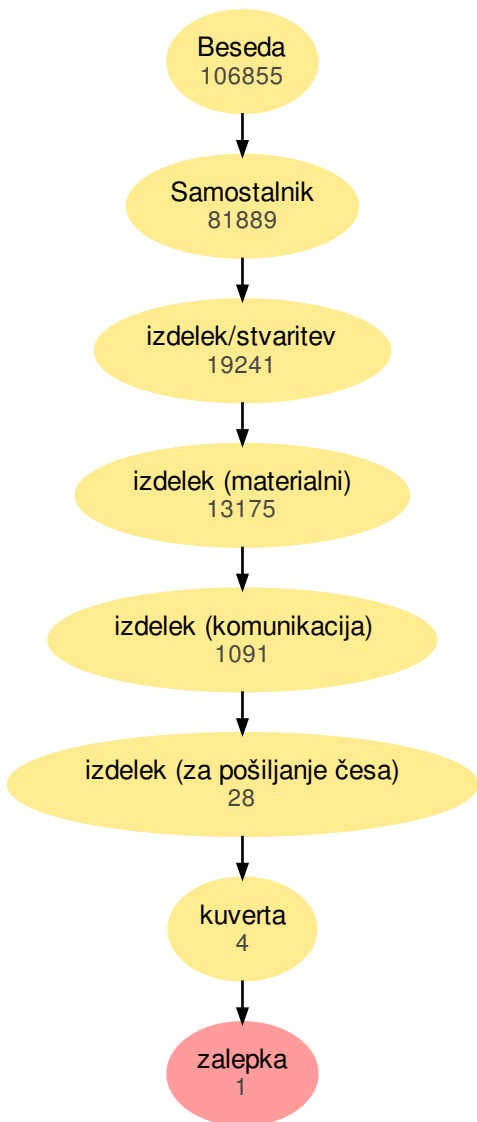 Beseda
106855
Samostalnik
81889
izdelek/stvaritev
19241
izdelek (materialni)
13175
izdelek (komunikacija)
1091
izdelek (za pošiljanje česa)
28
kuverta
4
zalepka
1